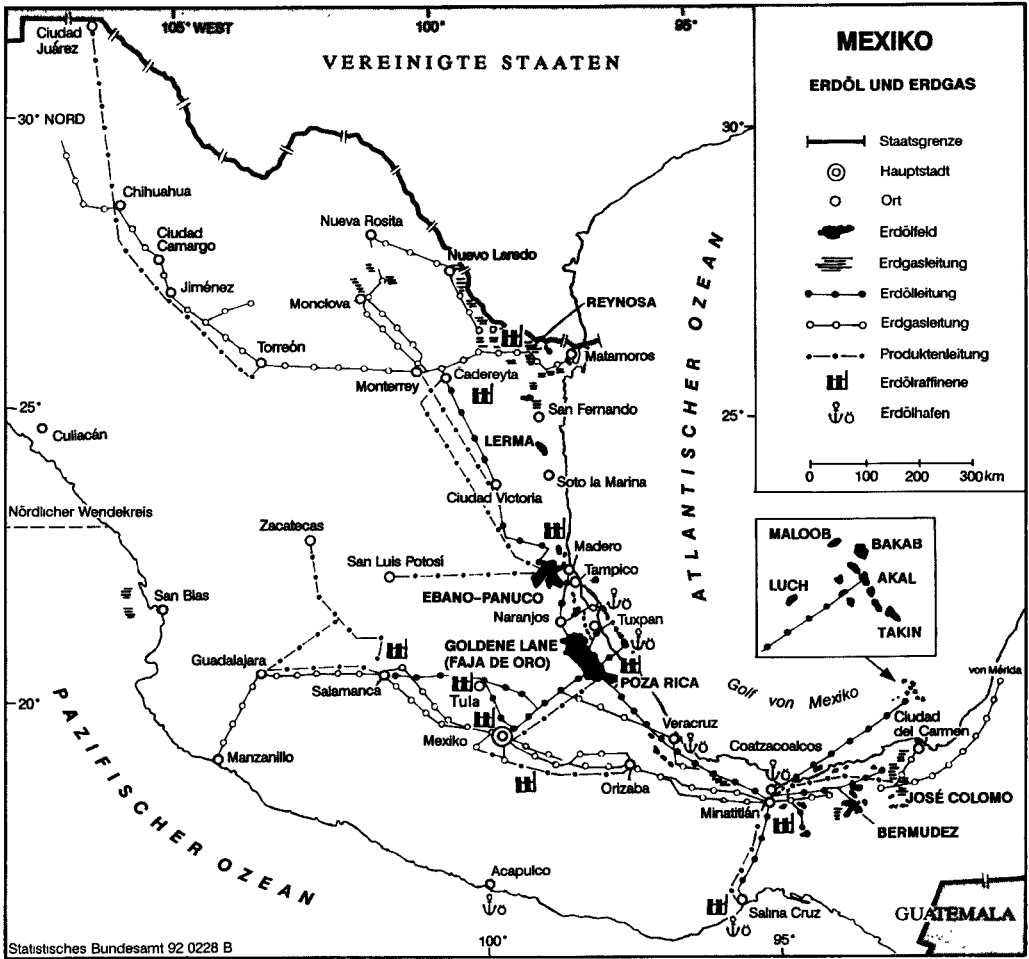 105° WEST
100°
95°
Ciudad
Juárez
VEREINIGTE STAATEN
MEXIKO
ERDÖL UND ERDGAS
30° NORD
30°
Staatsgrenze
Hauptstadt
Ort
Erdölfeld
Erdgasleitung
Erdölleitung
Erdgasleitung
Produktenleitung
Erdölraffinene
Erdölhafen
0 100 200 300 km
Chihuahua
Ciudad
Camargo
Jiménez
Nueva Rosita
Nuevo Laredo
Monclova
REYNOSA
Torreón
Matamoros
Monterrey
Cadereyta
25°
25°
San Fernando
Culiacán
LERMA
ATLANTISCHER OZEAN
Soto la Marina
Ciudad Victoria
Nördlicher Wendekreis
Zacatecas
San Luis Potosí
Madero
Tampico
EBANO-PANUCO
MALOOB
BAKAB
LUCH
AKAL
TAKIN
San Blas
Naranjos
Tuxpan
GOLDENE LANE
(FAJA DE ORO)
POZA RICA
Guadalajara
Salamanca
Tula
20°
Golf von Mexiko
von Mérida
Mexiko
Veracruz
Ciudad
del Carmen
Coatzacoalcos
Manzanillo
Orizaba
Minatitlán
JOSÉ COLOMO
BERMUDEZ
PAZIFISCHER OZEAN
Acapulco
Salina Cruz
GUATEMALA
Statistisches Bundesamt 92 0228 B
100°
95°